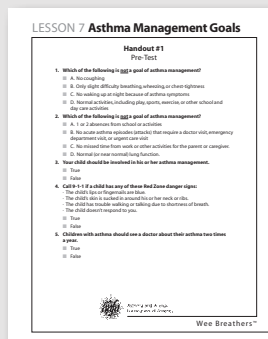 LESSON 7 Asthma Management Goals
Handout #1
Pre-Test
1. Which of the following is not a goal of asthma management?
A. No coughing
B. Only slight difficulty breathing, wheezing, or chest-tightness
C. No waking up at night because of asthma symptoms
D. Normal activities, including play, sports, exercise, or other school and
day care activities
2. Which of the following is not a goal of asthma management?
A. 1 or 2 absences from school or activities
B. No acute asthma episodes (attacks) that require a doctor visit, emergency
department visit, or urgent care visit
C. No missed time from work or other activities for the parent or caregiver.
D. Normal (or near normal) lung function.
3. Your child should be involved in his or her asthma management.
True
False
4. Call 9-1-1 if a child has any of these Red Zone danger signs:
- The child's lips or fingernails are blue.
- The child's skin is sucked in around his or her neck or ribs.
- The child has trouble walking or talking due to shortness of breath.
- The child doesn't respond to you.
True
False
5. Children with asthma should see a doctor about their asthma two times
a year.
True
False
Wee Breathers™